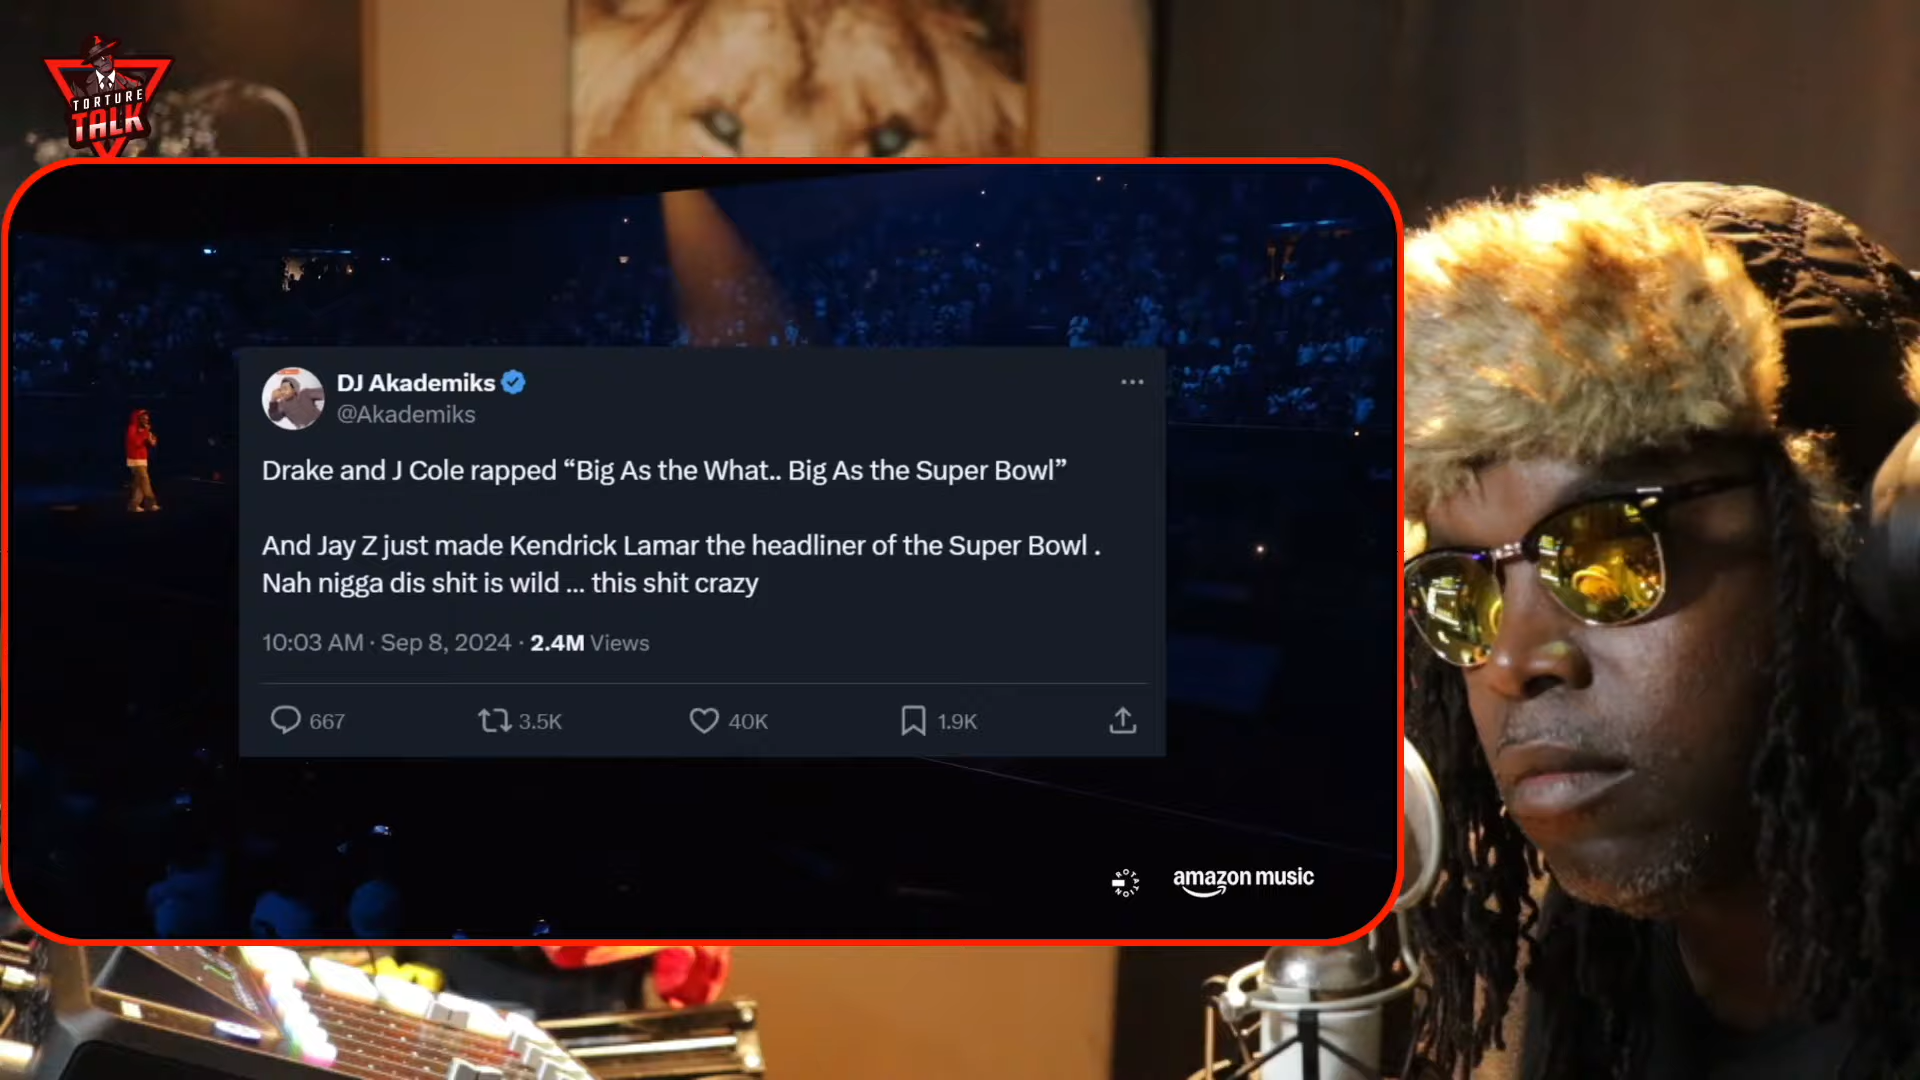 TORTURE
TALK
DJ Akademiks
@Akademiks
Drake and J Cole rapped “Big As the What.. Big As the Super Bowl”
And Jay Z just made Kendrick Lamar the headliner of the Super Bowl .
Nah nigga dis shit is wild ... this shit crazy
10:03 AM · Sep 8, 2024 · 2.4M Views
667 3.5K 40K 1.9K
ROTATION
amazon music